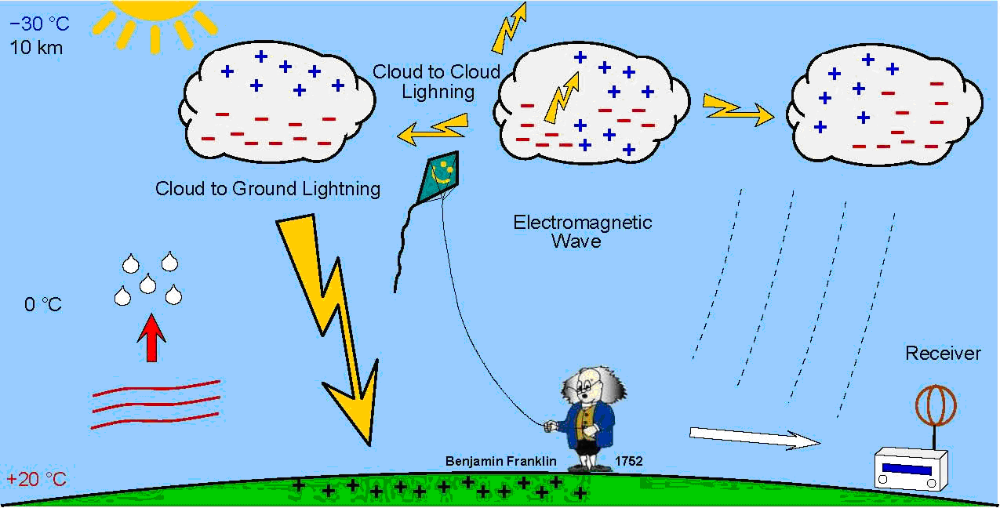 −30 °C
10 km
Cloud to Cloud
Lighning
Cloud to Ground Lightning
Electromagnetic
Wave
0 °C
Receiver
Benjamin Franklin
1752
+20 °C